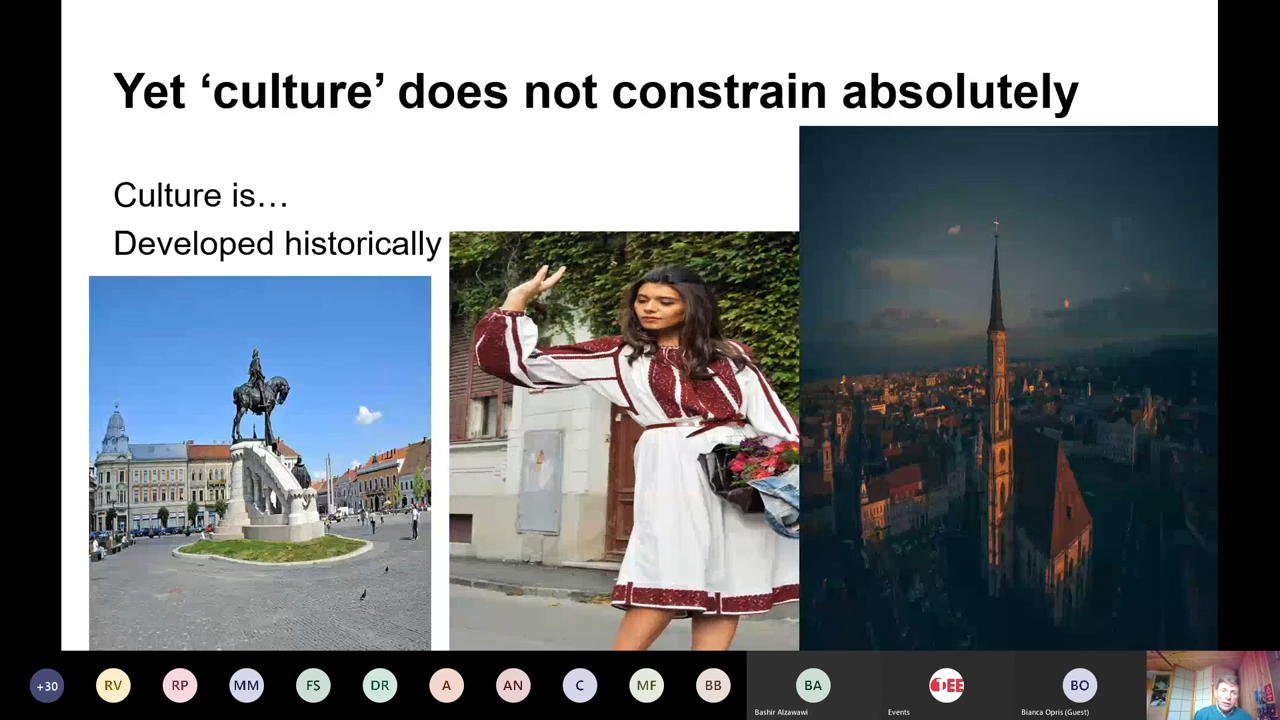 Yet ‘culture’ does not constrain absolutely
Culture is…
Developed historically
+30
RV
RP
MM
FS
DR
A
AN
C
MF
BB
BA
Bashir Alzawawi
TEE
Events
BO
Bianca Opris (Guest)